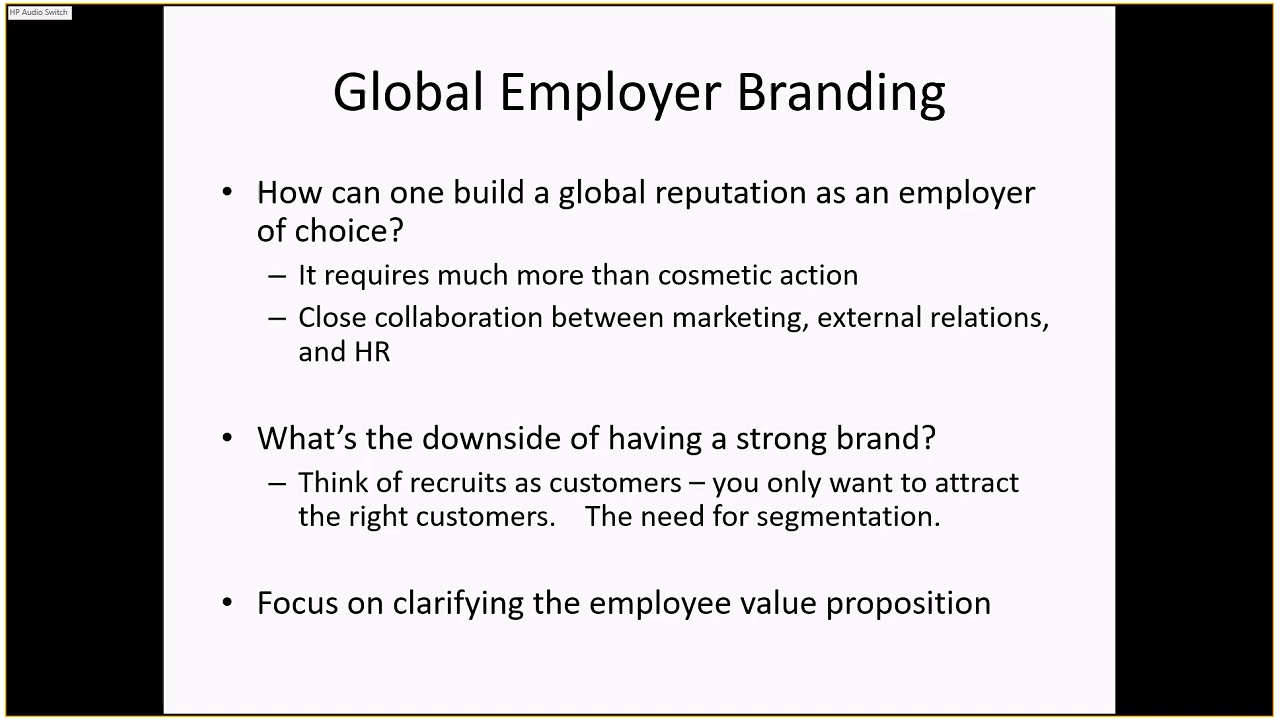 HP Audio Switch
Global Employer Branding
• How can one build a global reputation as an employer
of choice?
– It requires much more than cosmetic action
– Close collaboration between marketing, external relations,
and HR
• What’s the downside of having a strong brand?
– Think of recruits as customers – you only want to attract
the right customers.    The need for segmentation.
• Focus on clarifying the employee value proposition